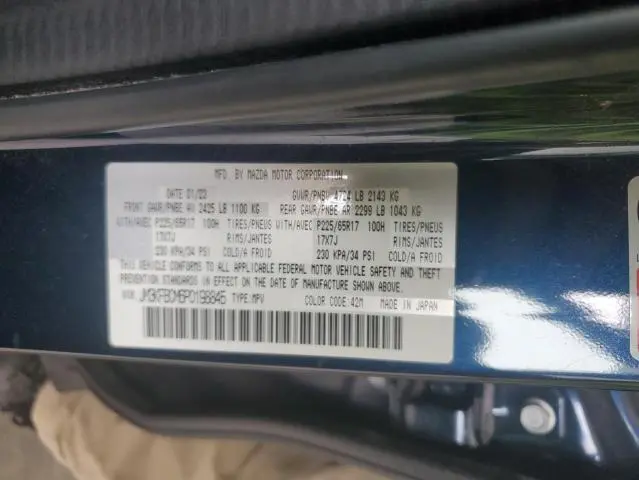 MFD. BY MAZDA MOTOR CORPORATION
DATE 01/23 GVWR/PNBV 4724 LB 2143 KG
FRONT GAWR/PNBE AV 2425 LB 1100 KG REAR GAWR/PNBE AR 2299 LB 1043 KG
WITH/AVEC P225/65R17 100H TIRES/PNEUS WITH/AVEC P225/65R17 100H TIRES/PNEUS
17X7J RIMS/JANTES 17X7J RIMS/JANTES
230 KPA/34 PSI COLD/A FROID 230 KPA/34 PSI COLD/A FROID
THIS VEHICLE CONFORMS TO ALL APPLICABLE FEDERAL MOTOR VEHICLE SAFETY AND THEFT
PREVENTION STANDARDS IN EFFECT ON THE DATE OF MANUFACTURE SHOWN ABOVE.
JM3KFBCM6P0196845 TYPE:MPV COLOR CODE: 42M MADE IN JAPAN